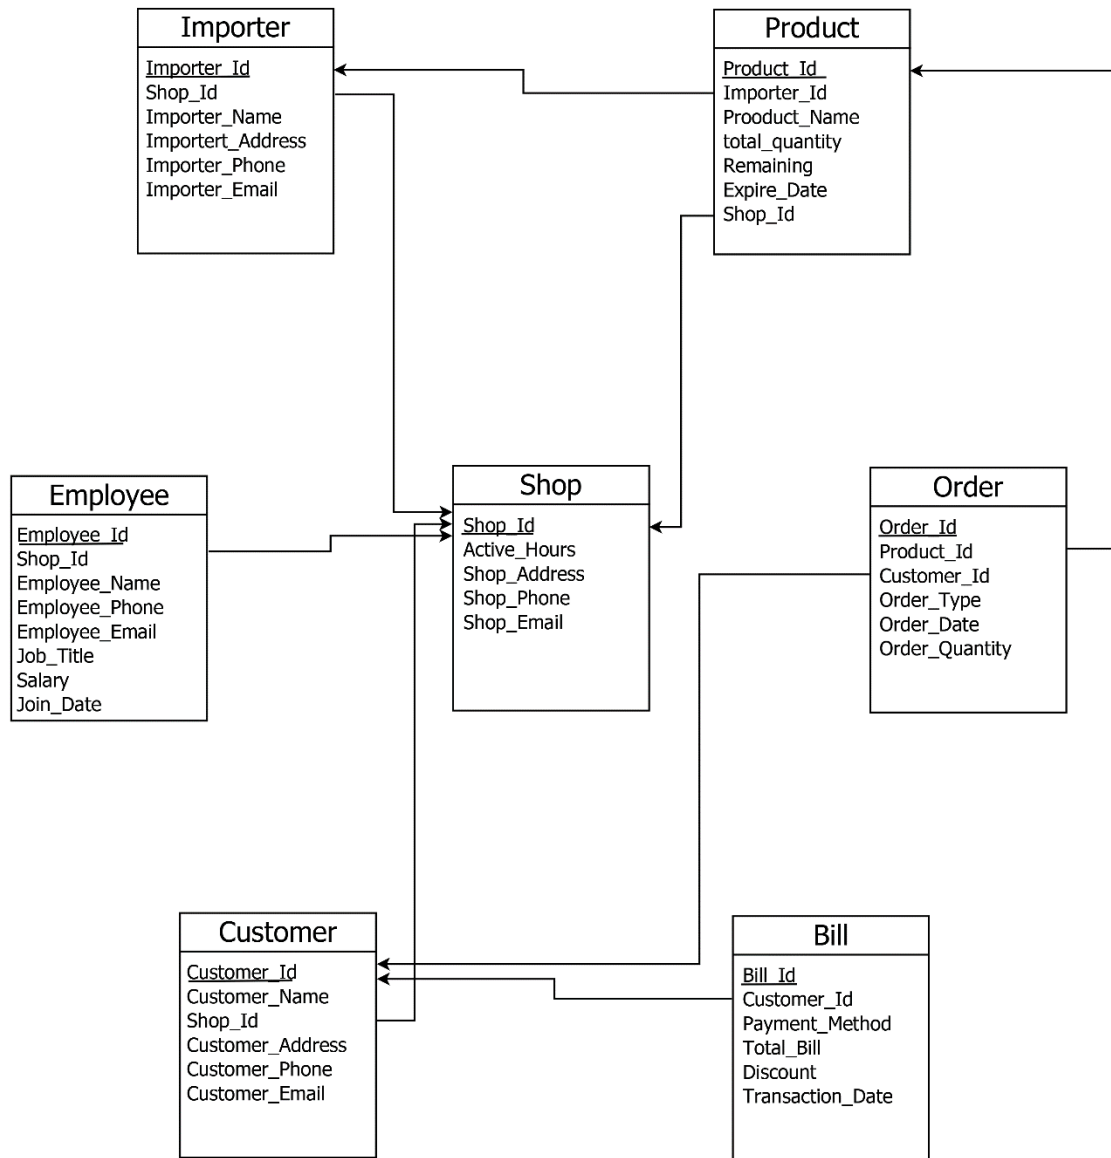 Importer
Importer_Id
Shop_Id
Importer_Name
Importert_Address
Importer_Phone
Importer_Email
Product
Product_Id
Importer_Id
Prooduct_Name
total_quantity
Remaining
Expire_Date
Shop_Id
Employee
Employee_Id
Shop_Id
Employee_Name
Employee_Phone
Employee_Email
Job_Title
Salary
Join_Date
Shop
Shop_Id
Active_Hours
Shop_Address
Shop_Phone
Shop_Email
Order
Order_Id
Product_Id
Customer_Id
Order_Type
Order_Date
Order_Quantity
Customer
Customer_Id
Customer_Name
Shop_Id
Customer_Address
Customer_Phone
Customer_Email
Bill
Bill_Id
Customer_Id
Payment_Method
Total_Bill
Discount
Transaction_Date